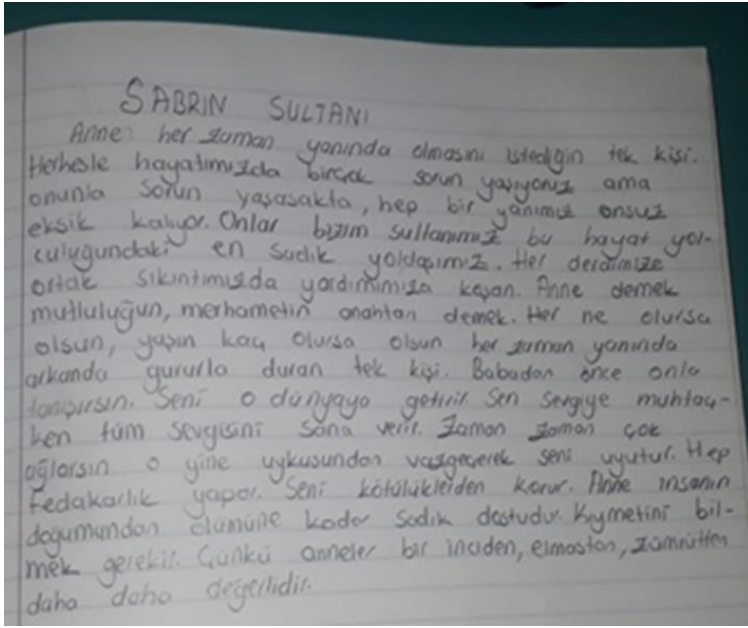 SABRIN SULTANI
Anne her zaman yanında olmasını istediğin tek kişi.
Herkesle hayatımızda birçok sorun yaşıyoruz ama
onunla sorun yaşasakta, hep bir yanımız onsuz
eksik kalıyor. Onlar bizim sultanımız bu hayat yol-
culuğundaki en sadık yoldaşımız. Her derdimize
ortak sıkıntımızda yardımımıza koşan. Anne demek
mutluluğun, merhametin anahtarı demek. Her ne olursa
olsun, yaşın kaç olursa olsun her zaman yanında
arkanda gururla duran tek kişi. Babadan önce onla
tanışırsın. Seni o dünyaya getirir. Sen sevgiye muhtaç-
ken tüm sevgisini sana verir. Zaman zaman çok
ağlarsın o yine uykusundan vazgeçerek seni uyutur. Hep
Fedakarlık yapar. Seni kötülüklerden korur. Anne insanın
doğumundan ölümüne kadar sadık dostudur. Kıymetini bil-
mek gerekir. Çünkü anneler bir inciden, elmastan, zümrütten
daha daha değerlidir.